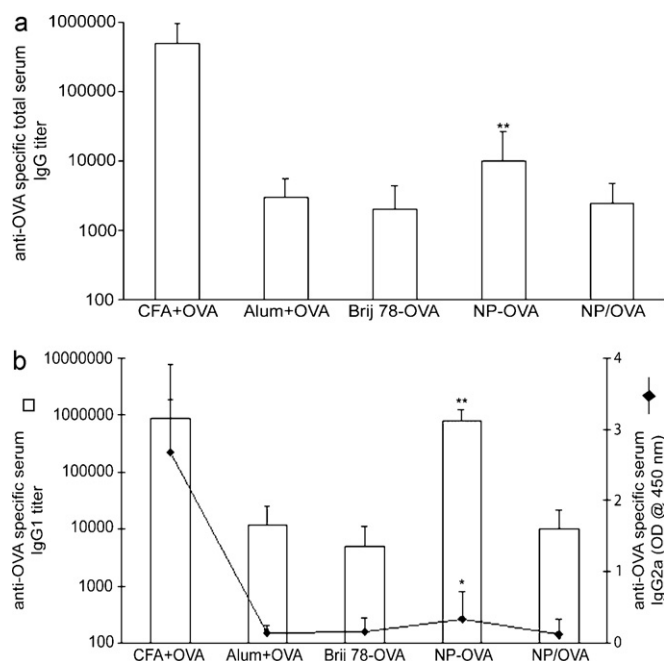 a
anti-OVA specific total serum
IgG titer
1000000
100000
10000
1000
100
**
CFA+OVA Alum+OVA Brij 78-OVA NP-OVA NP/OVA
b
anti-OVA specific serum
IgG1 titer
10000000
1000000
100000
10000
1000
100
**
*
4
3
2
1
0
anti-OVA specific serum
IgG2a (OD @ 450 nm)
CFA+OVA Alum+OVA Brij 78-OVA NP-OVA NP/OVA